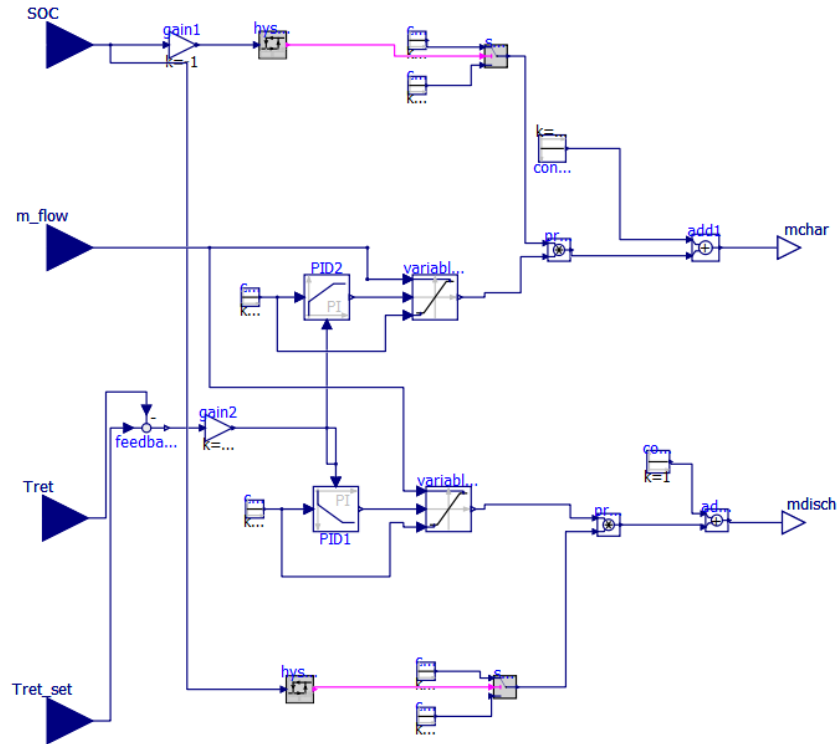 SOC
gain1
k=-1
hys...
c...
k...
s...
c...
k...
k=...
con...
m_flow
mchar
add1
pr...
PID2
variabl...
c...
k...
PI
gain2
k=...
feedba...
-
Tret
co...
k=1
variabl...
PI
c...
k...
PID1
pr...
ad...
mdisch
Tret_set
hys...
c...
k...
s...
c...
k...